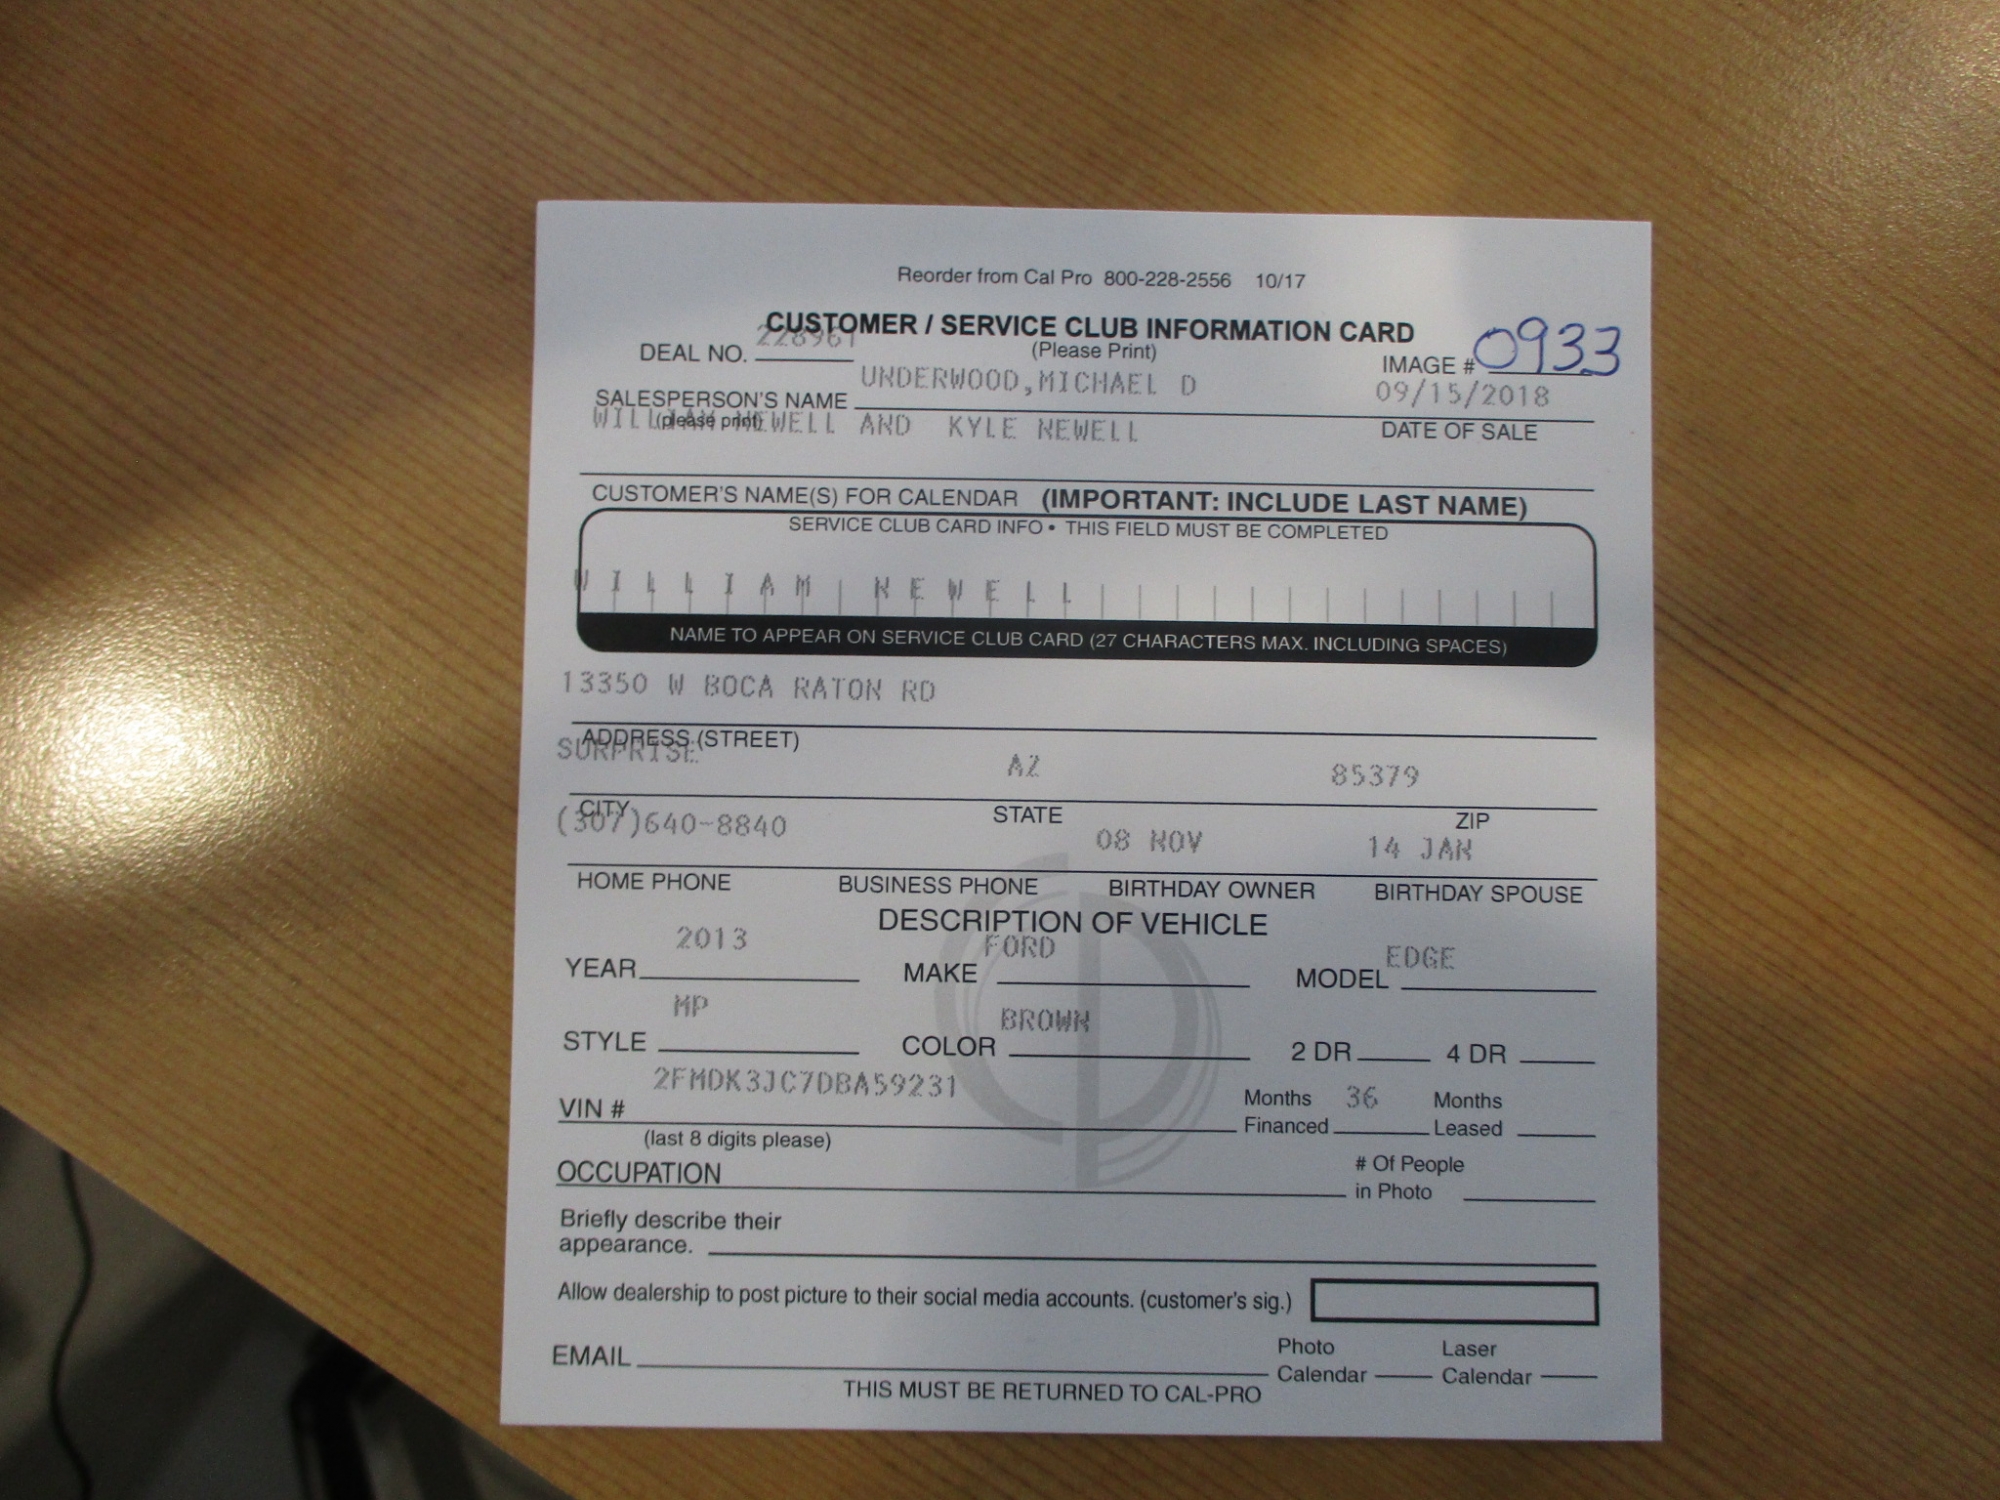 Reorder from Cal Pro 800-228-2556 10/17
CUSTOMER / SERVICE CLUB INFORMATION CARD
DEAL NO. 228961 (Please Print) IMAGE # 0933
SALESPERSON'S NAME UNDERWOOD,MICHAEL D 09/15/2018
(please print) DATE OF SALE
WILLIAM NEWELL AND KYLE NEWELL
CUSTOMER'S NAME(S) FOR CALENDAR (IMPORTANT: INCLUDE LAST NAME)
SERVICE CLUB CARD INFO • THIS FIELD MUST BE COMPLETED
WILLIAM NEWELL
NAME TO APPEAR ON SERVICE CLUB CARD (27 CHARACTERS MAX. INCLUDING SPACES)
13350 W BOCA RATON RD
ADDRESS (STREET)
SURPRISE AZ 85379
CITY STATE ZIP
(307)640-8840 08 NOV 14 JAN
HOME PHONE BUSINESS PHONE BIRTHDAY OWNER BIRTHDAY SPOUSE
DESCRIPTION OF VEHICLE
YEAR 2013 MAKE FORD MODEL EDGE
STYLE MP COLOR BROWN 2 DR 4 DR
VIN # 2FMDK3JC7DBA59231 Months Financed 36 Months Leased
(last 8 digits please)
OCCUPATION # Of People in Photo
Briefly describe their
appearance.
Allow dealership to post picture to their social media accounts. (customer's sig.)
EMAIL Photo Calendar Laser Calendar
THIS MUST BE RETURNED TO CAL-PRO